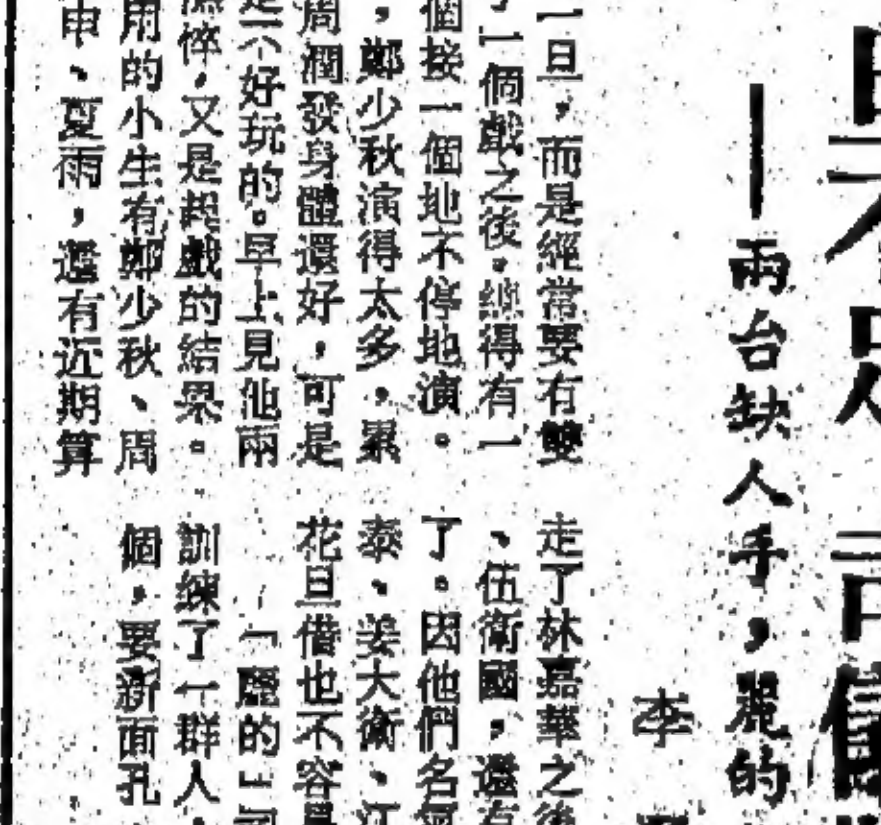 ——兩台缺人手，麗的
李
一旦，而是經常要有雙
一個戲之後，總得有一
個接一個地不停地演。
，鄭少秋演得太多，累
周潤發身體還好，可是
是不好玩的。早上見他兩
憔悴，又是趕戲的結果。
用的小生有鄭少秋、周
申、夏雨，還有近期算
走了林嘉華之後
、伍衛國，還有
了。因他們名氣
泰、姜大衛、江
花旦借也不容易
「麗的
訓練了一群人，
個，要新面孔